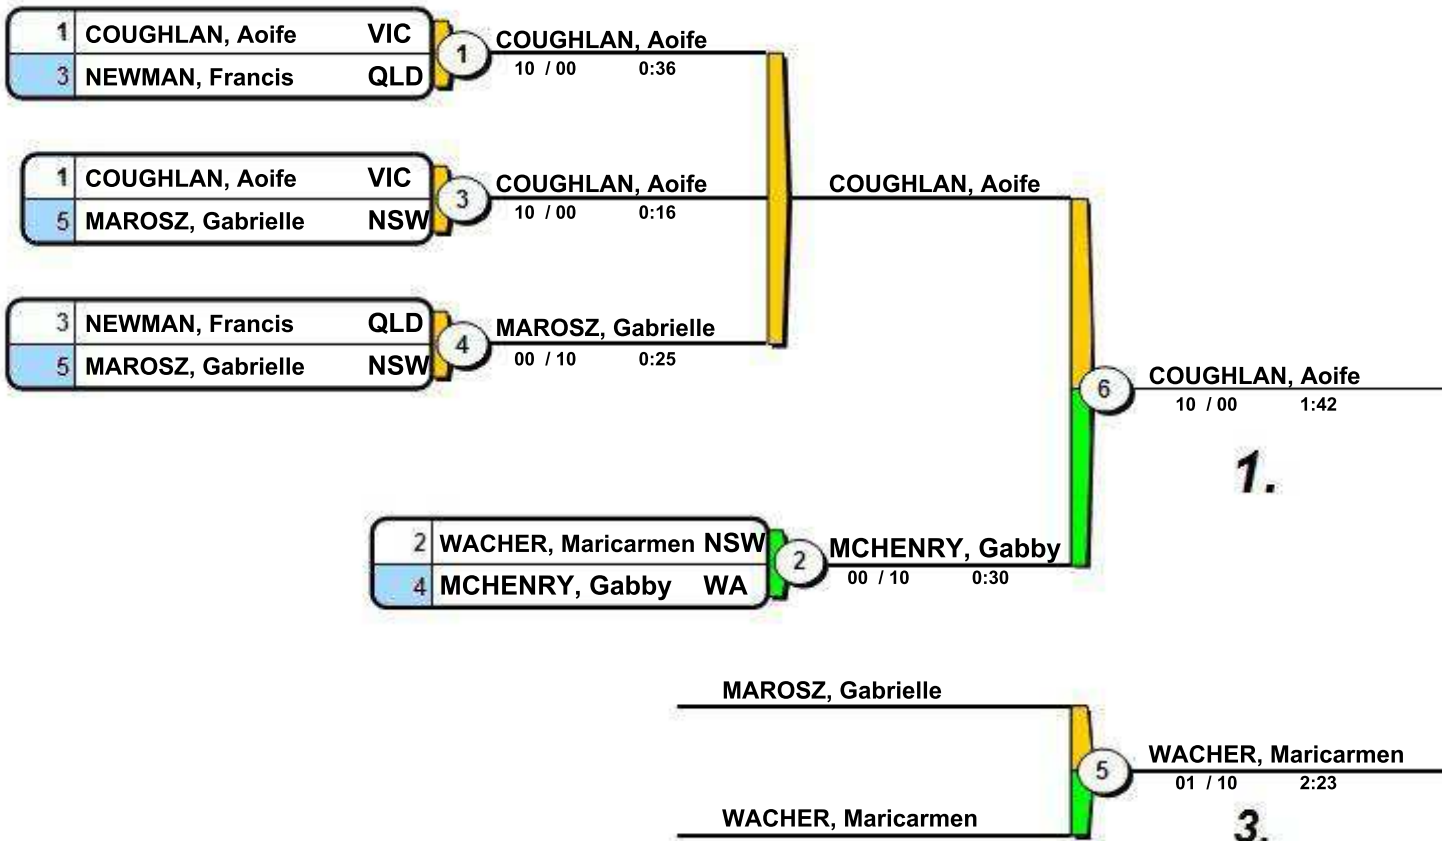 1 COUGHLAN, Aoife VIC
3 NEWMAN, Francis QLD
1
COUGHLAN, Aoife
10 / 00 0:36
1 COUGHLAN, Aoife VIC
5 MAROSZ, Gabrielle NSW
3
COUGHLAN, Aoife
10 / 00 0:16
COUGHLAN, Aoife
3 NEWMAN, Francis QLD
5 MAROSZ, Gabrielle NSW
4
MAROSZ, Gabrielle
00 / 10 0:25
6
COUGHLAN, Aoife
10 / 00 1:42
1.
2 WACHER, Maricarmen NSW
4 MCHENRY, Gabby WA
2
MCHENRY, Gabby
00 / 10 0:30
MAROSZ, Gabrielle
WACHER, Maricarmen
5
WACHER, Maricarmen
01 / 10 2:23
3.